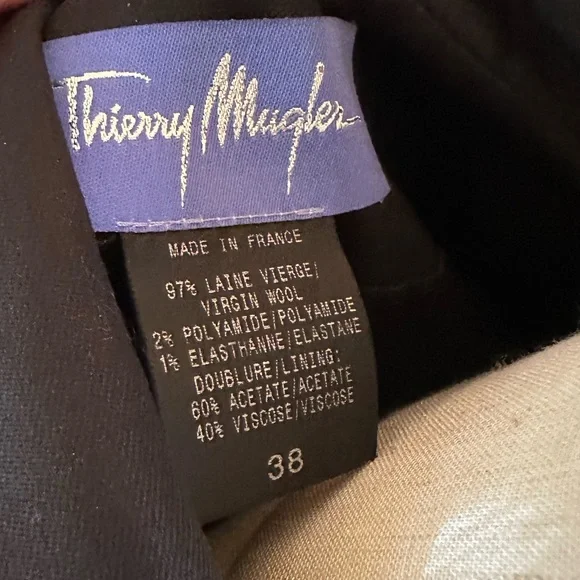 Thierry Mugler
MADE IN FRANCE
97% LAINE VIERGE/
VIRGIN WOOL
2% POLYAMIDE/POLYAMIDE
1% ELASTHANNE/ELASTANE
DOUBLURE/LINING:
60% ACETATE/ACETATE
40% VISCOSE/VISCOSE
38